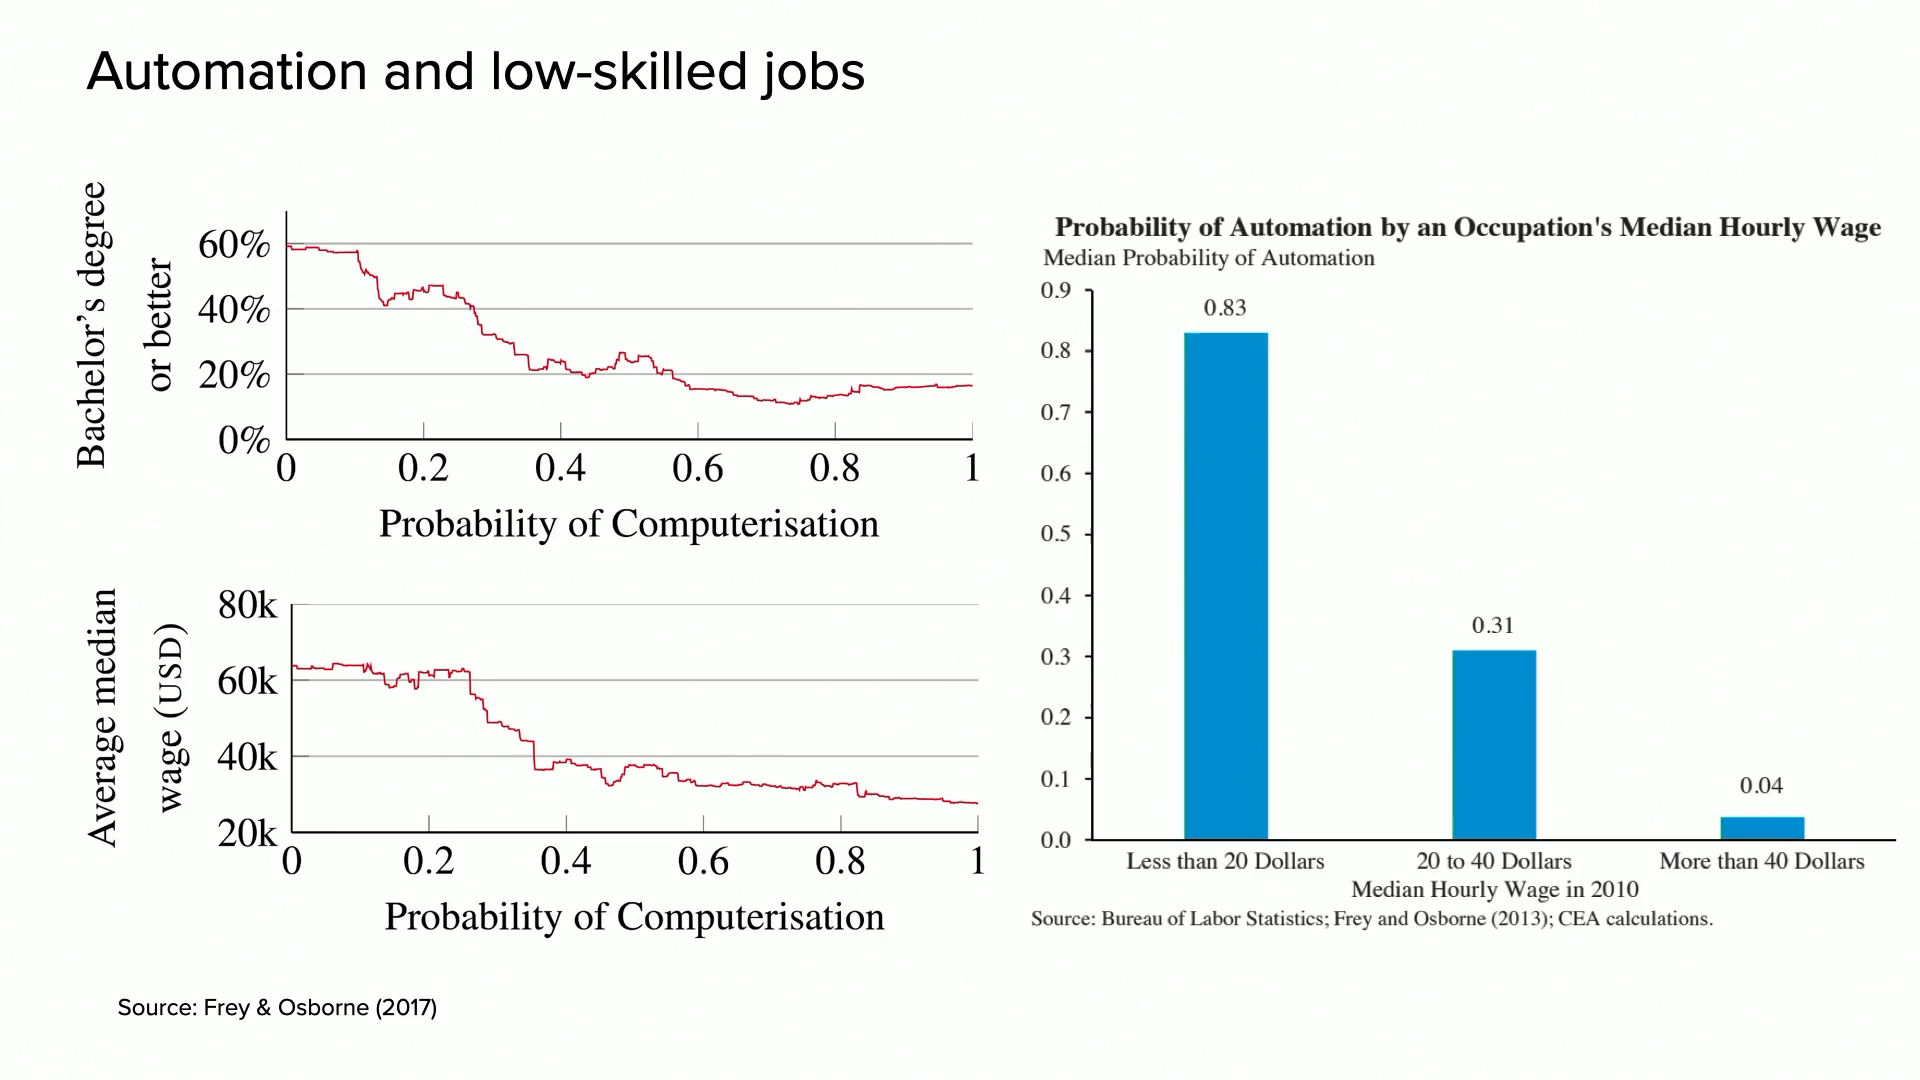 Automation and low-skilled jobs
Bachelor's degree
or better
60%
40%
20%
0%
0 0.2 0.4 0.6 0.8 1
Probability of Computerisation
Average median
wage (USD)
80k
60k
40k
20k
0 0.2 0.4 0.6 0.8 1
Probability of Computerisation
Source: Frey & Osborne (2017)
Probability of Automation by an Occupation's Median Hourly Wage
Median Probability of Automation
0.9
0.8
0.7
0.6
0.5
0.4
0.3
0.2
0.1
0.0
0.83
0.31
0.04
Less than 20 Dollars 20 to 40 Dollars More than 40 Dollars
Median Hourly Wage in 2010
Source: Bureau of Labor Statistics; Frey and Osborne (2013); CEA calculations.